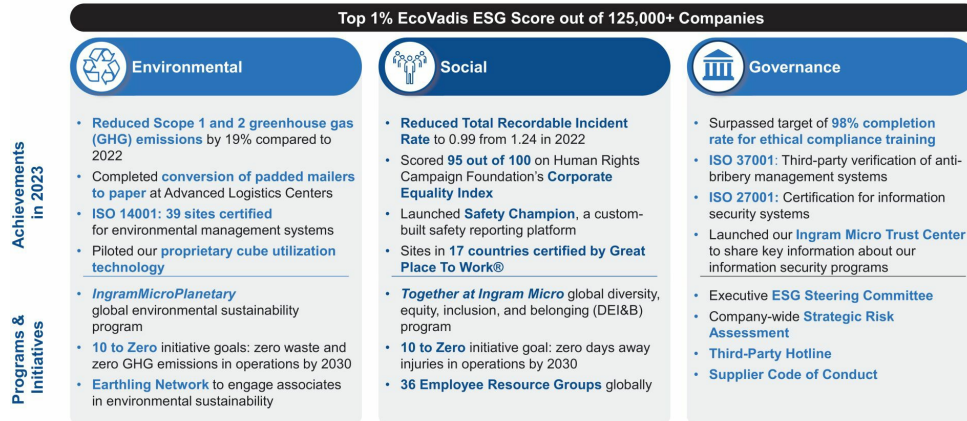 Top 1% EcoVadis ESG Score out of 125,000+ Companies
Environmental
Social
Governance
Achievements
in 2023
• Reduced Scope 1 and 2 greenhouse gas
(GHG) emissions by 19% compared to
2022
• Completed conversion of padded mailers
to paper at Advanced Logistics Centers
• ISO 14001: 39 sites certified
for environmental management systems
• Piloted our proprietary cube utilization
technology
• Reduced Total Recordable Incident
Rate to 0.99 from 1.24 in 2022
• Scored 95 out of 100 on Human Rights
Campaign Foundation's Corporate
Equality Index
• Launched Safety Champion, a custom-
built safety reporting platform
• Sites in 17 countries certified by Great
Place To Work®
• Surpassed target of 98% completion
rate for ethical compliance training
• ISO 37001: Third-party verification of anti-
bribery management systems
• ISO 27001: Certification for information
security systems
• Launched our Ingram Micro Trust Center
to share key information about our
information security programs
Programs &
Initiatives
• IngramMicroPlanetary
global environmental sustainability
program
• 10 to Zero initiative goals: zero waste and
zero GHG emissions in operations by 2030
• Earthling Network to engage associates
in environmental sustainability
• Together at Ingram Micro global diversity,
equity, inclusion, and belonging (DEI&B)
program
• 10 to Zero initiative goal: zero days away
injuries in operations by 2030
• 36 Employee Resource Groups globally
• Executive ESG Steering Committee
• Company-wide Strategic Risk
Assessment
• Third-Party Hotline
• Supplier Code of Conduct